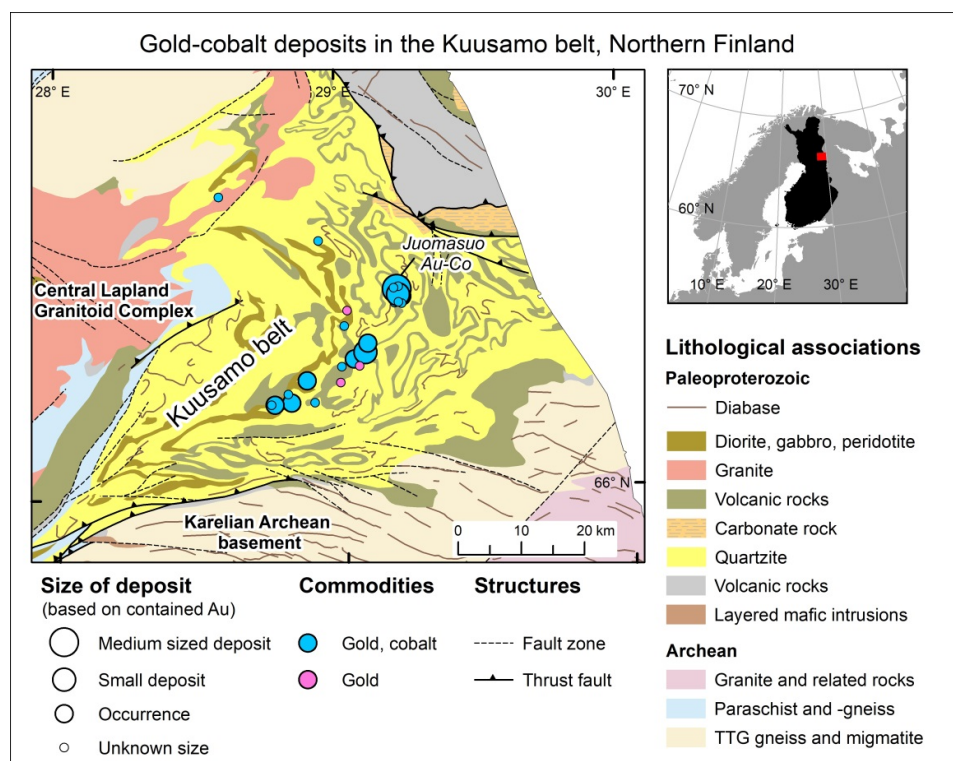 Gold-cobalt deposits in the Kuusamo belt, Northern Finland
28° E
29° E
30° E
Juomasuo
Au-Co
Central Lapland
Granitoid Complex
Kuusamo belt
66° N
Karelian Archean
basement
0 10 20 km
70° N
60° N
10° E
20° E
30° E
Size of deposit
(based on contained Au)
Medium sized deposit
Small deposit
Occurrence
Unknown size
Commodities
Gold, cobalt
Gold
Structures
Fault zone
Thrust fault
Lithological associations
Paleoproterozoic
Diabase
Diorite, gabbro, peridotite
Granite
Volcanic rocks
Carbonate rock
Quartzite
Volcanic rocks
Layered mafic intrusions
Archean
Granite and related rocks
Paraschist and -gneiss
TTG gneiss and migmatite